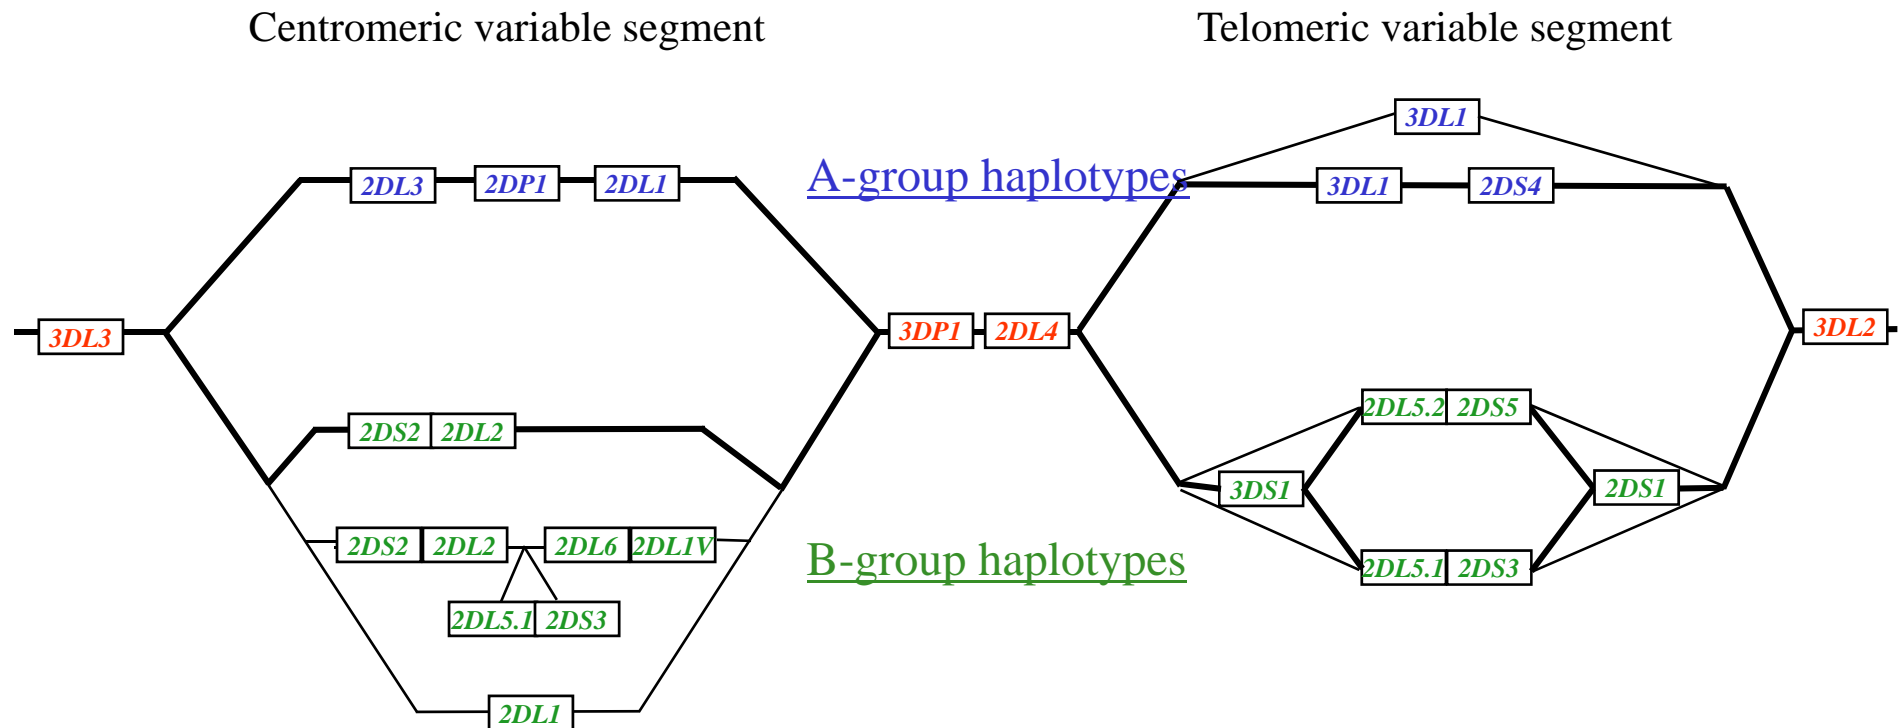 Centromeric variable segment
Telomeric variable segment
3DL1
2DL3 2DP1 2DL1
A-group haplotypes
3DL1 2DS4
3DL3
3DP1 2DL4
3DL2
2DS2 2DL2
2DL5.2 2DS5
3DS1
2DS1
2DS2 2DL2 2DL6 2DL1V
B-group haplotypes
2DL5.1 2DS3
2DL5.1 2DS3
2DL1